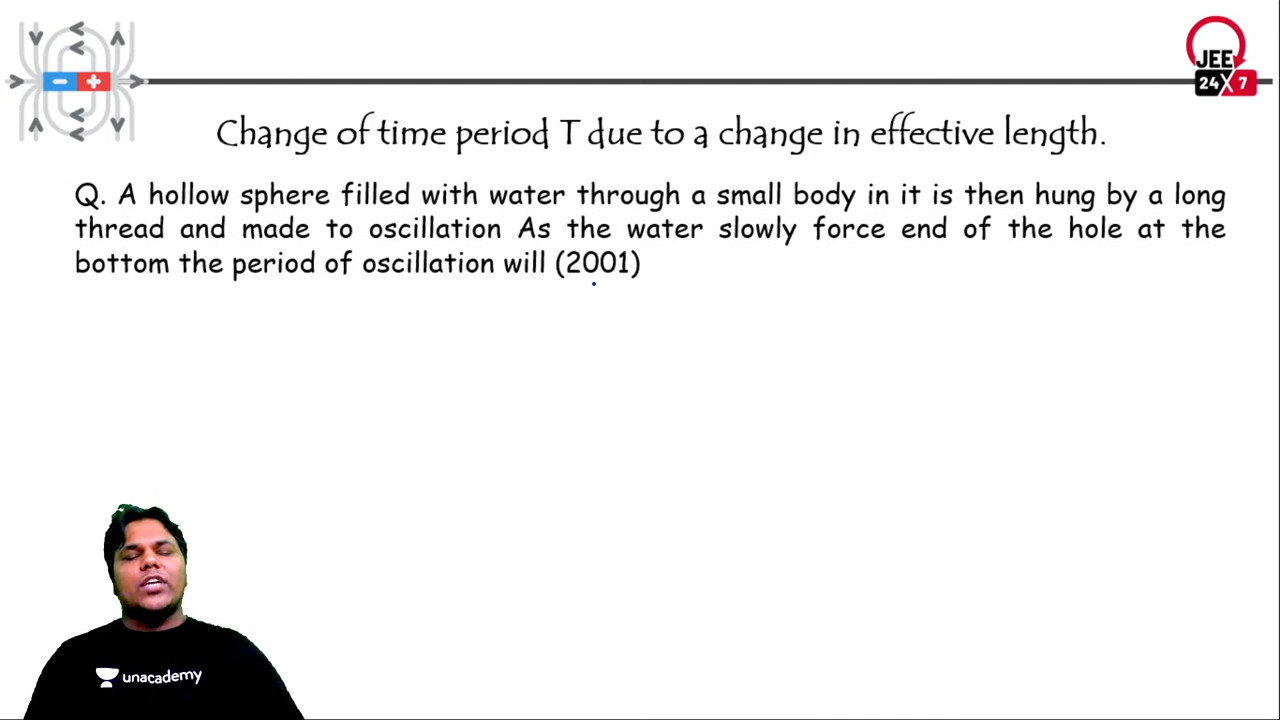 JEE
24X7
Change of time period T due to a change in effective length.
Q. A hollow sphere filled with water through a small body in it is then hung by a long
thread and made to oscillation As the water slowly force end of the hole at the
bottom the period of oscillation will (2001)
unacademy